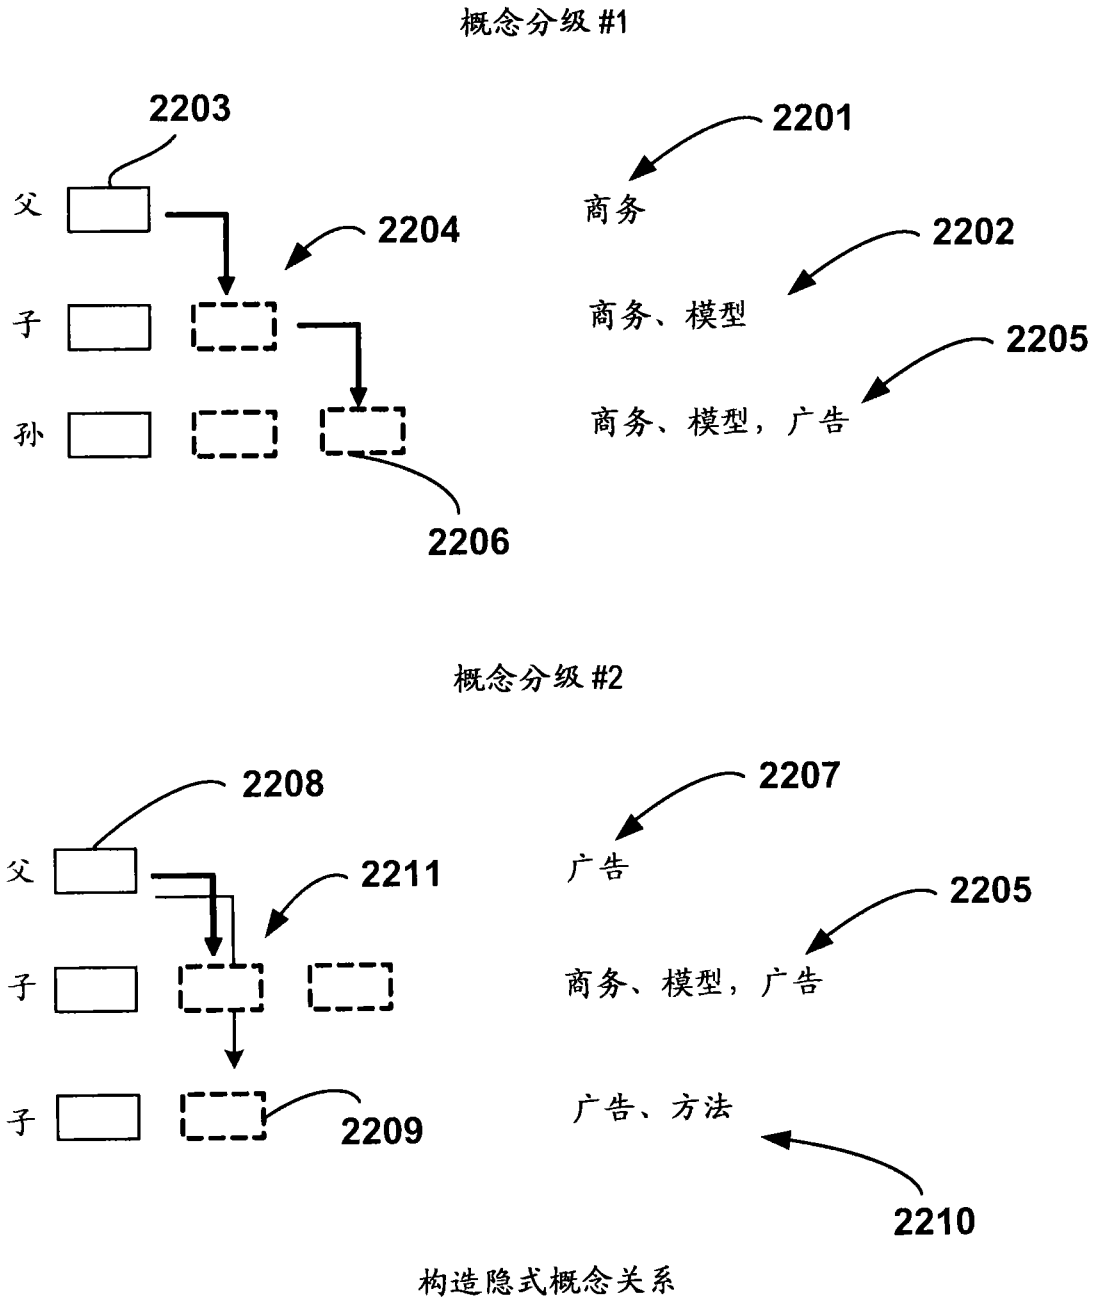 概念分级 #1
2203
2201
父
商务
2204
2202
子
商务、模型
2205
孙
商务、模型，广告
2206
概念分级 #2
2208
2207
父
广告
2211
2205
子
商务、模型，广告
子
广告、方法
2209
2210
构造隐式概念关系